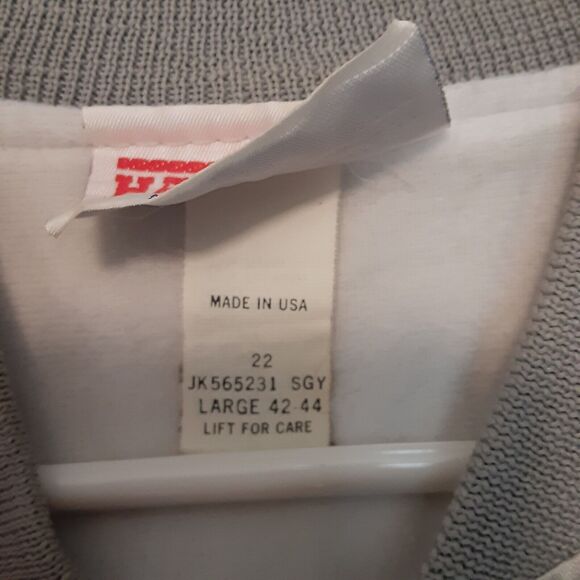 MADE IN USA
22
JK565231 SGY
LARGE 42-44
LIFT FOR CARE